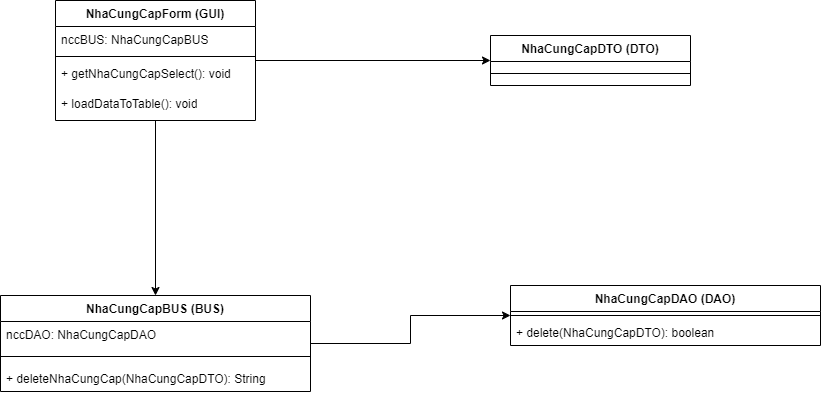 NhaCungCapForm (GUI)
nccBUS: NhaCungCapBUS
+ getNhaCungCapSelect(): void
+ loadDataToTable(): void
NhaCungCapDTO (DTO)
NhaCungCapBUS (BUS)
nccDAO: NhaCungCapDAO
+ deleteNhaCungCap(NhaCungCapDTO): String
NhaCungCapDAO (DAO)
+ delete(NhaCungCapDTO): boolean